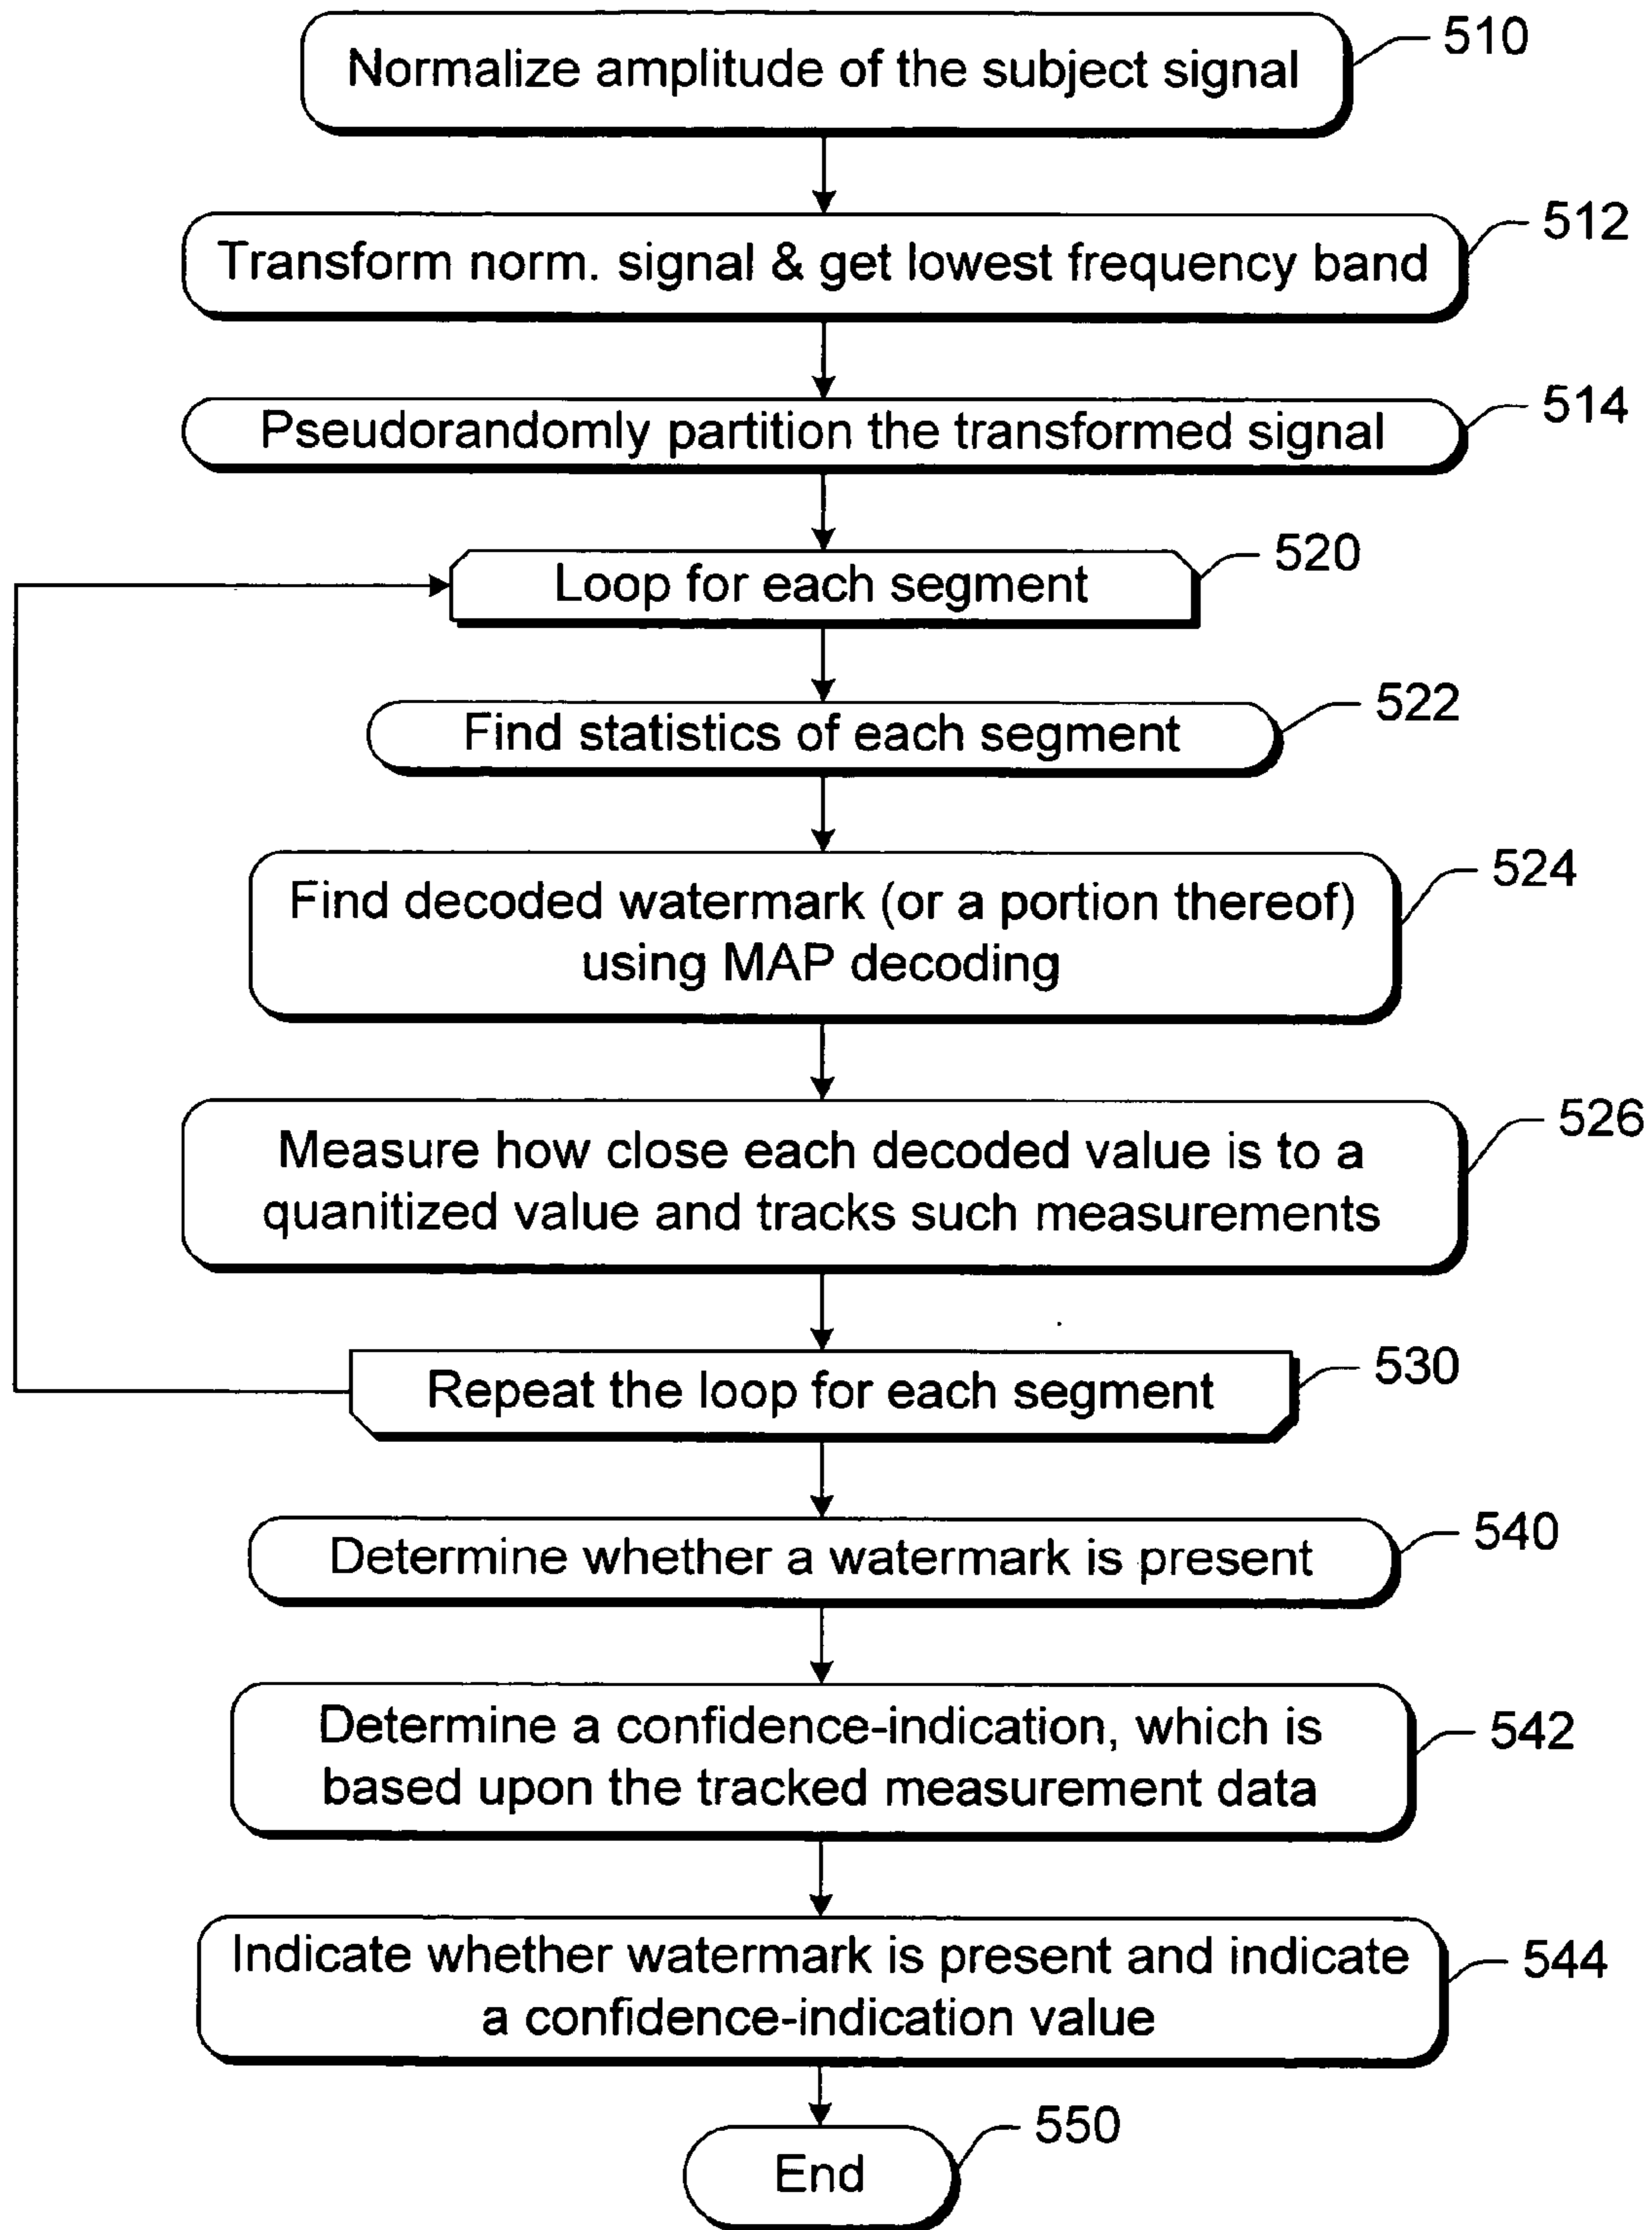 Normalize amplitude of the subject signal
510
Transform norm. signal & get lowest frequency band
512
Pseudorandomly partition the transformed signal
514
Loop for each segment
520
Find statistics of each segment
522
Find decoded watermark (or a portion thereof)
using MAP decoding
524
Measure how close each decoded value is to a
quanitized value and tracks such measurements
526
Repeat the loop for each segment
530
Determine whether a watermark is present
540
Determine a confidence-indication, which is
based upon the tracked measurement data
542
Indicate whether watermark is present and indicate
a confidence-indication value
544
End
550